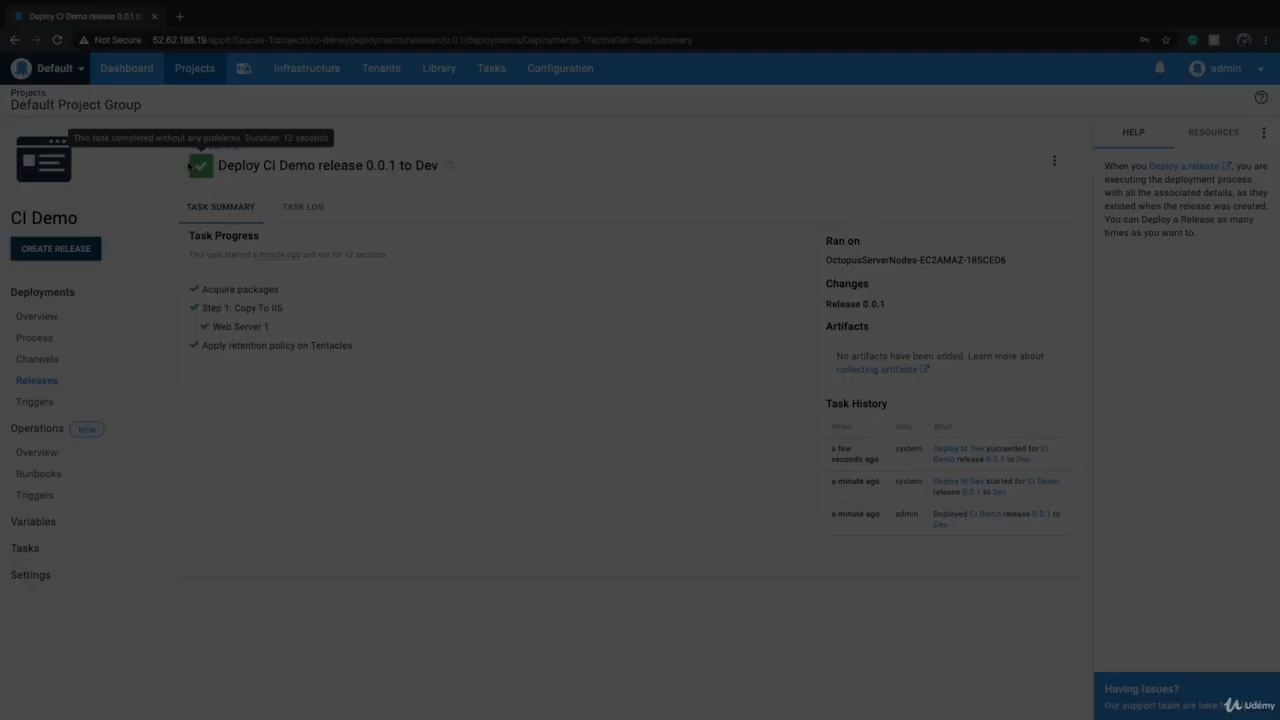 Deploy CI Demo release 0.0.1 to
Not Secure
52.62.186.19/app#/Spaces-1/projects/ci-demo/deployments/releases/0.0.1/deployments/Deployments-1?activeTab=taskSummary
Default
Dashboard
Projects
Infrastructure
Tenants
Library
Tasks
Configuration
admin
Projects
Default Project Group
This task completed without any problems. Duration: 12 seconds
Deploy CI Demo release 0.0.1 to Dev
CI Demo
CREATE RELEASE
Deployments
Overview
Process
Channels
Releases
Triggers
Operations NEW
Overview
Runbooks
Triggers
Variables
Tasks
Settings
TASK SUMMARY
TASK LOG
Task Progress
This task started a minute ago and ran for 12 seconds
Acquire packages
Step 1: Copy To IIS
Web Server 1
Apply retention policy on Tentacles
Ran on
OctopusServerNodes-EC2AMAZ-18SCED6
Changes
Release 0.0.1
Artifacts
No artifacts have been added. Learn more about
collecting artifacts
Task History
When Who What
a few system Deploy to Dev succeeded for CI
seconds ago Demo release 0.0.1 to Dev
a minute ago system Deploy to Dev started for CI Demo
release 0.0.1 to Dev
a minute ago admin Deployed CI Demo release 0.0.1 to
Dev
HELP
RESOURCES
When you Deploy a release, you are
executing the deployment process
with all the associated details, as they
existed when the release was created.
You can Deploy a Release as many
times as you want to.
Having issues?
Our support team are here
Udemy